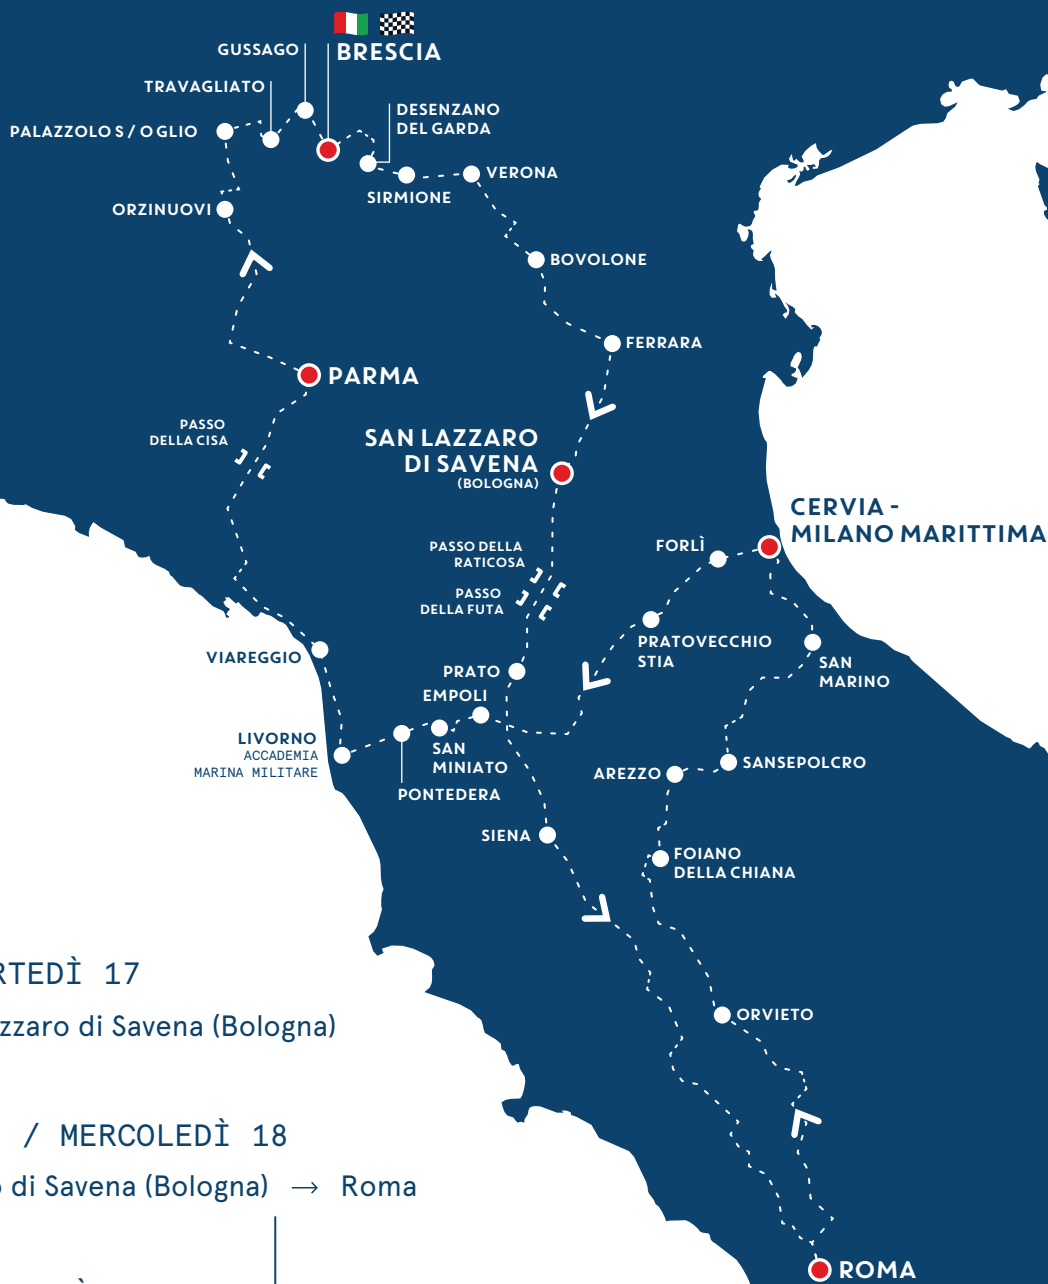 GUSSAGO
BRESCIA
TRAVAGLIATO
DESENZANO
DEL GARDA
PALAZZOLO S / O GLIO
VERONA
SIRMIONE
ORZINUOVI
BOVOLONE
FERRARA
PARMA
PASSO
DELLA CISA
SAN LAZZARO
DI SAVENA
(BOLOGNA)
CERVIA -
MILANO MARITTIMA
FORLÌ
PASSO DELLA
RATICOSA
PASSO
DELLA FUTA
PRATOVECCHIO
STIA
SAN
MARINO
VIAREGGIO
PRATO
EMPOLI
LIVORNO
ACCADEMIA
MARINA MILITARE
SAN
MINIATO
PONTEDERA
SANSEPOLCRO
AREZZO
SIENA
FOIANO
DELLA CHIANA
ORVIETO
ROMA
RTEDÌ 17
zzaro di Savena (Bologna)
/ MERCOLEDÌ 18
o di Savena (Bologna) → Roma